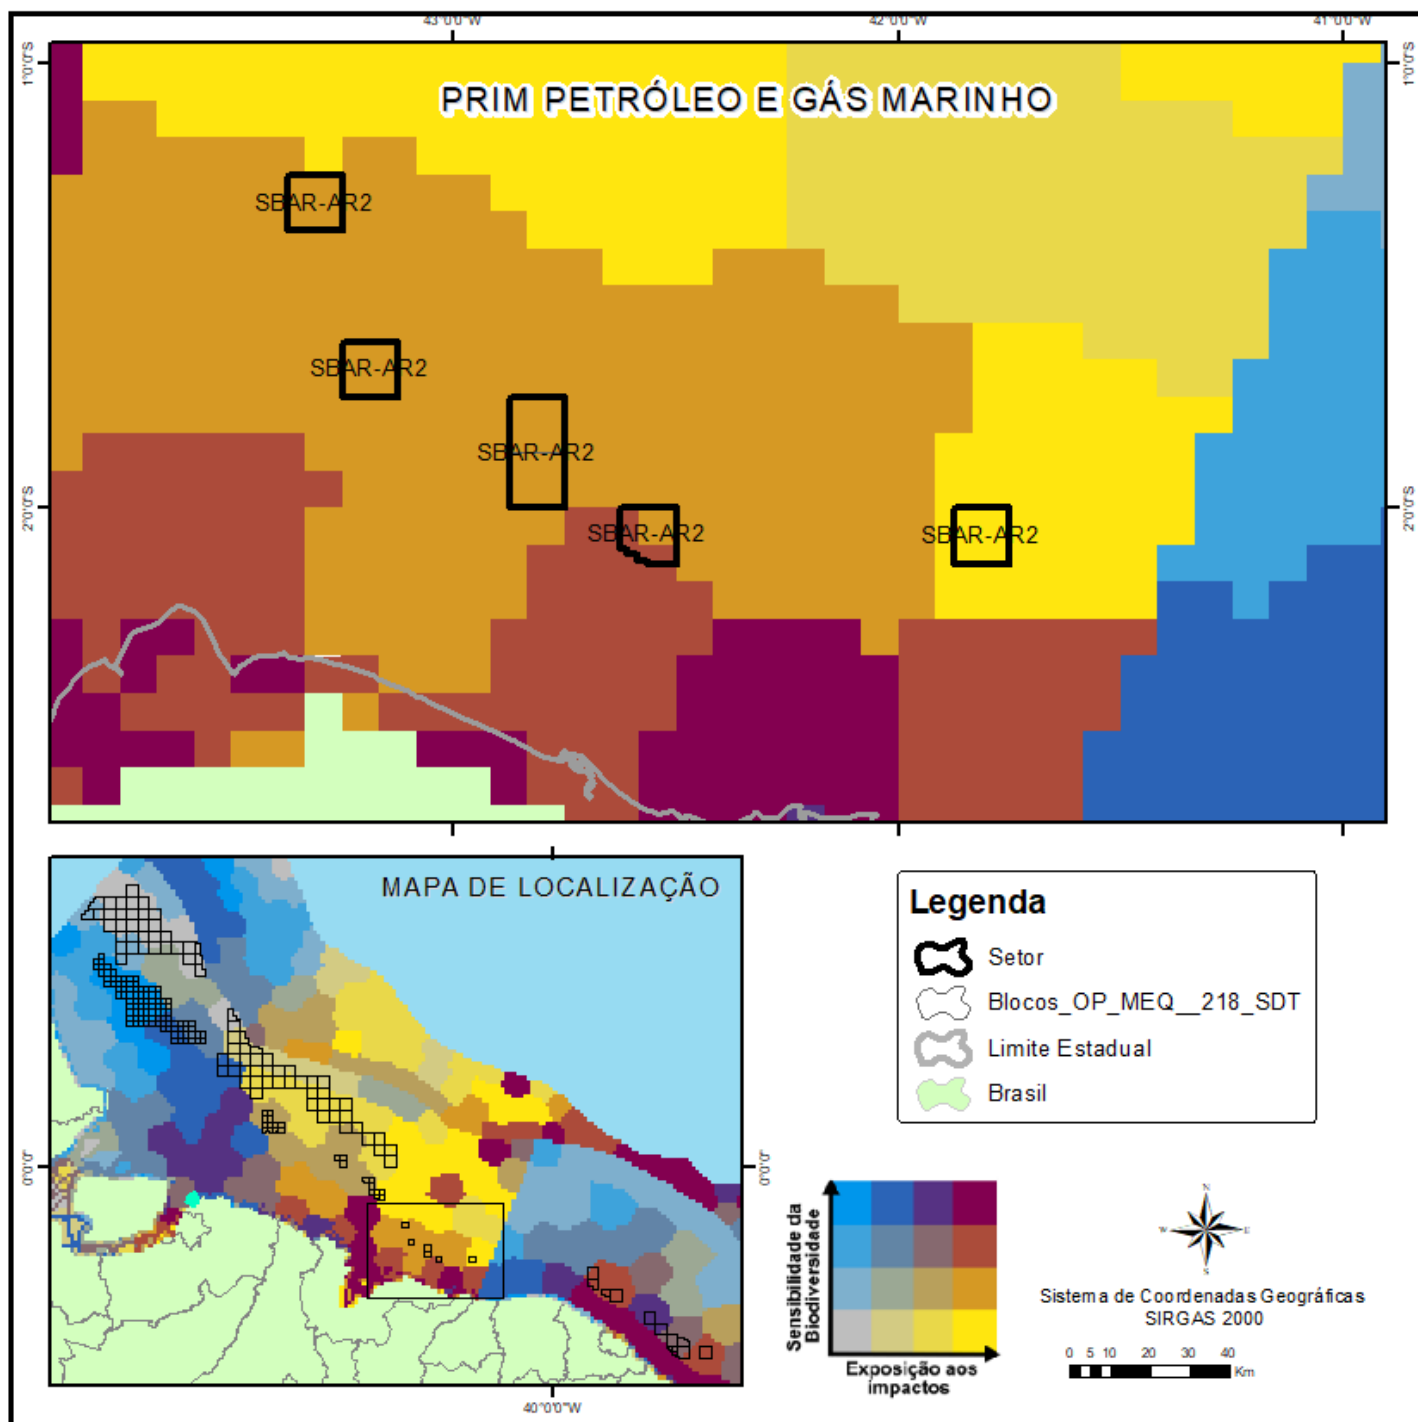 43°0'0"W
42°0'0"W
41°0'0"W
1°0'0"S
1°0'0"S
PRIM PETRÓLEO E GÁS MARINHO
SBAR-AR2
SBAR-AR2
SBAR-AR2
2°0'0"S
2°0'0"S
SBAR-AR2
SBAR-AR2
MAPA DE LOCALIZAÇÃO
0°0'0"
0°0'0"
40°0'0"W
Legenda
Setor
Blocos_OP_MEQ__218_SDT
Limite Estadual
Brasil
Sensibilidade da
Biodiversidade
Exposição aos
impactos
N
W
E
S
Sistema de Coordenadas Geográficas
SIRGAS 2000
0 5 10 20 30 40
Km